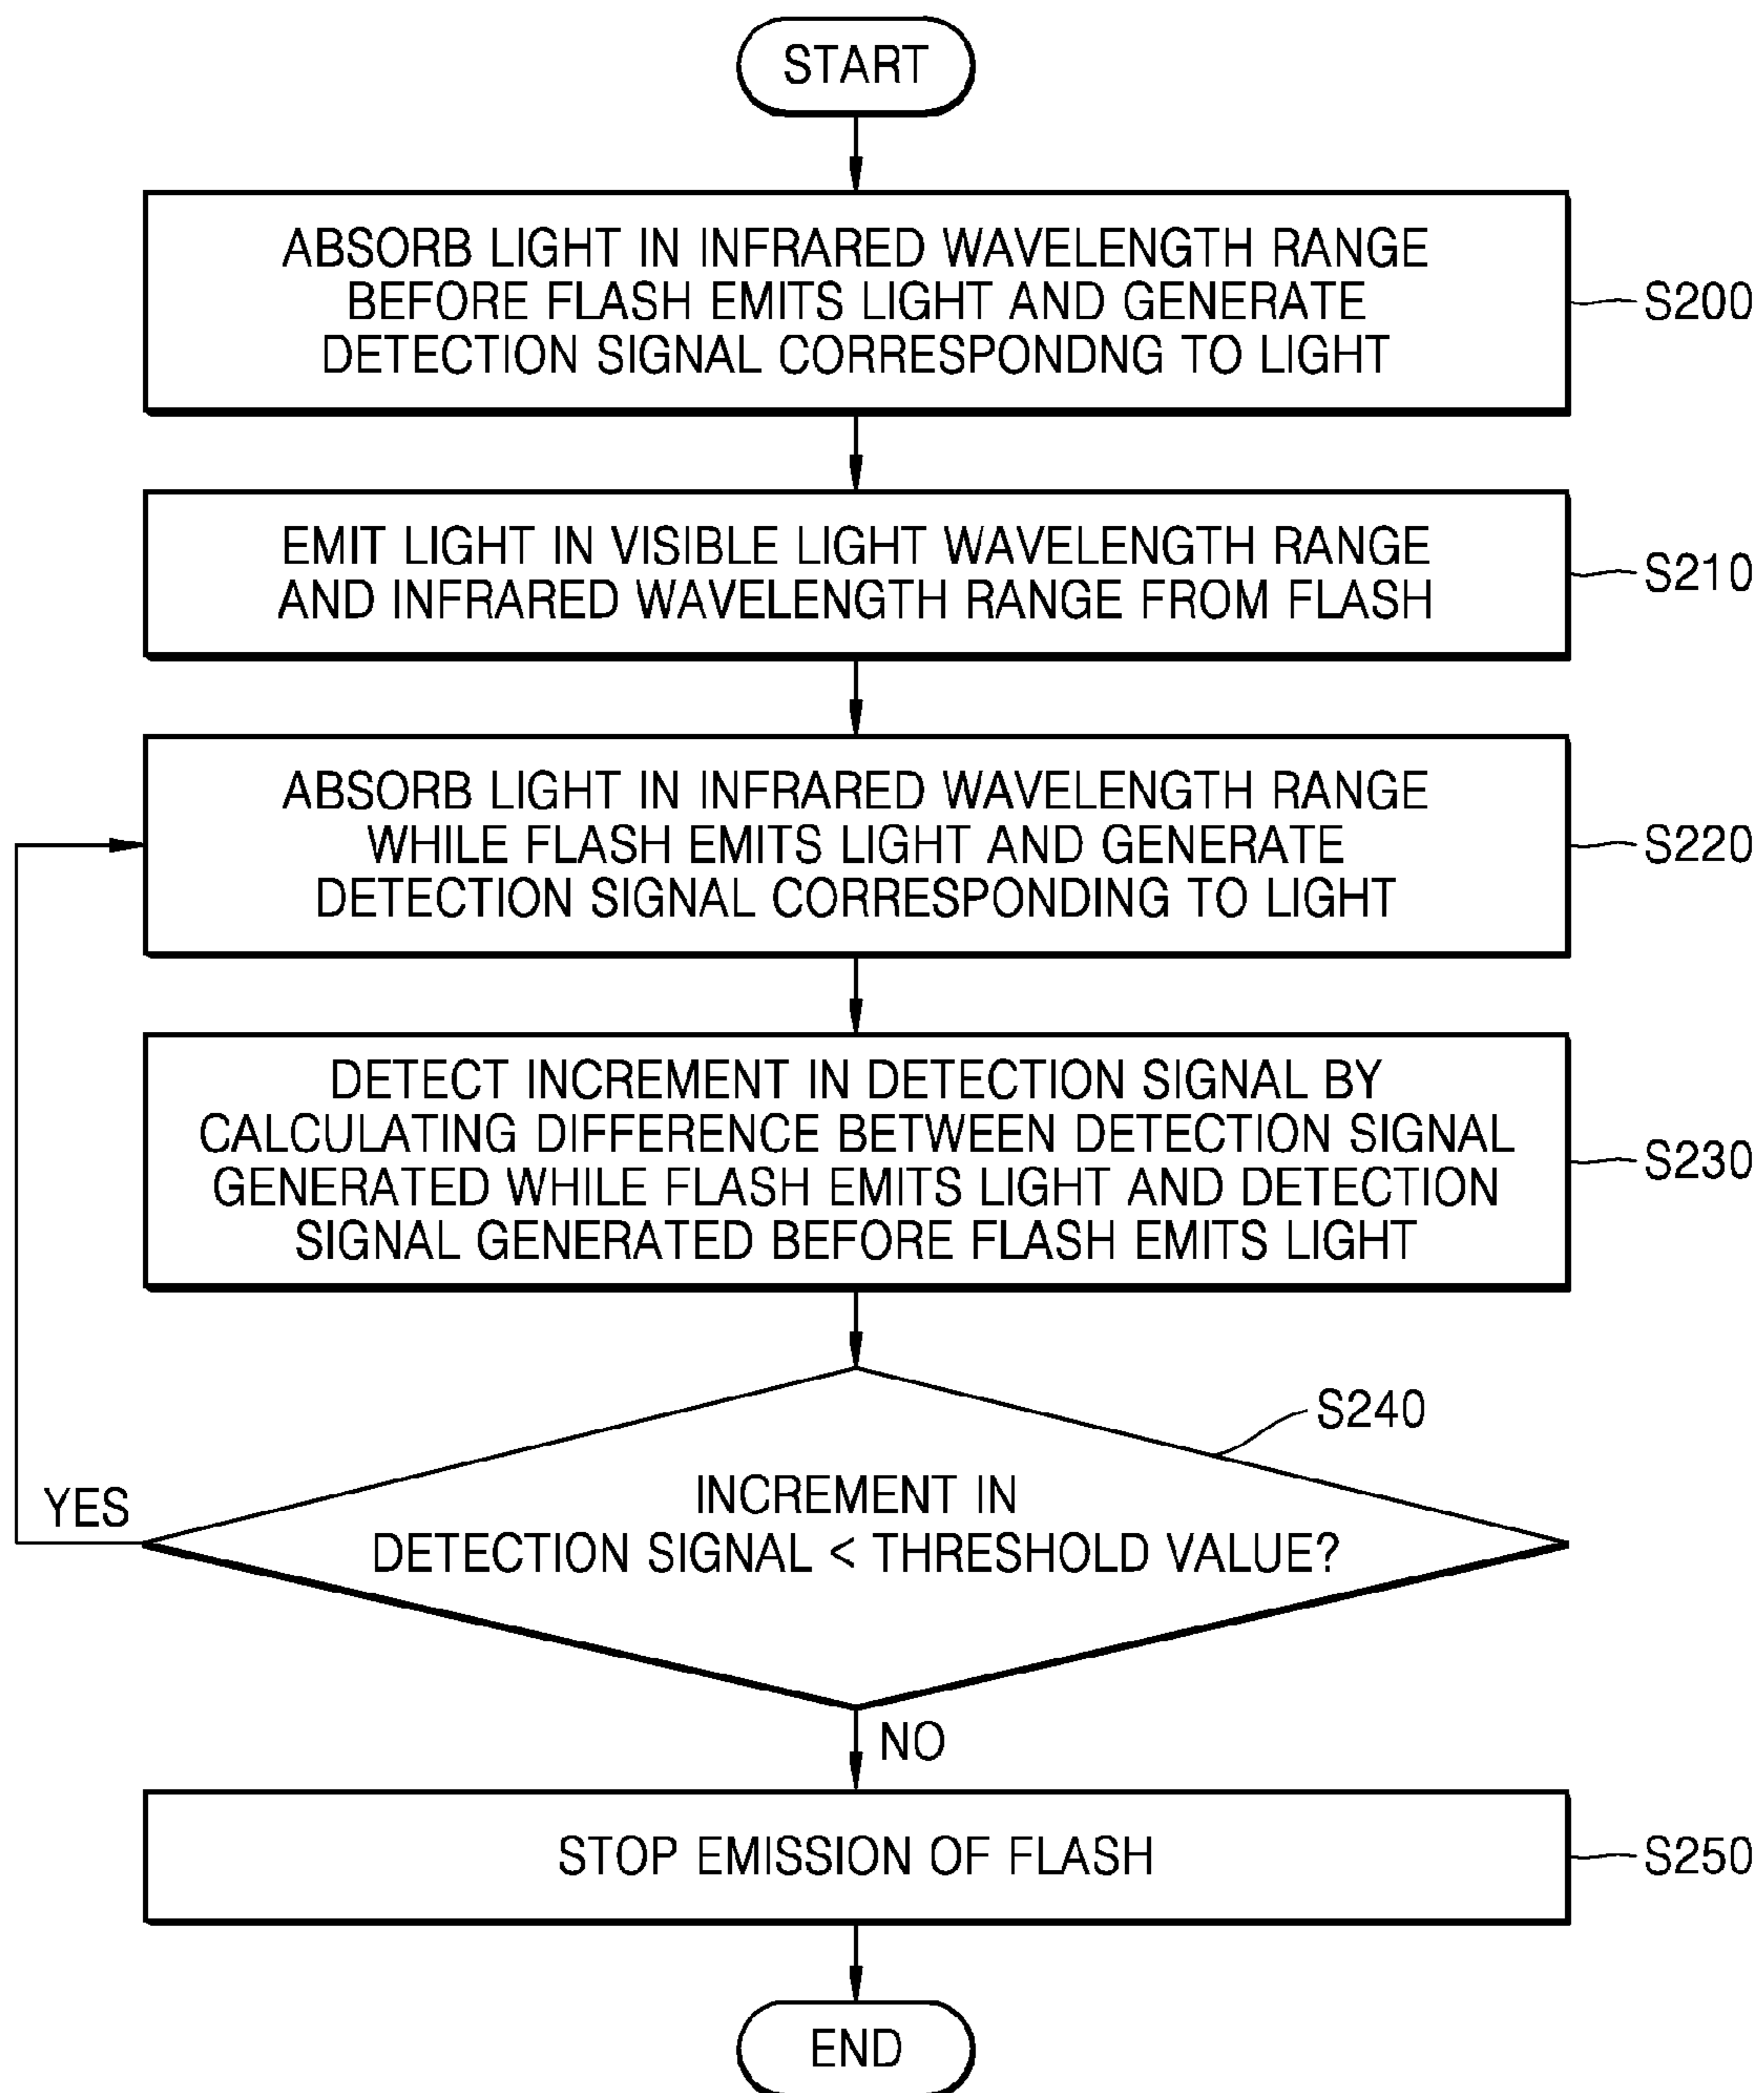 START
ABSORB LIGHT IN INFRARED WAVELENGTH RANGE
BEFORE FLASH EMITS LIGHT AND GENERATE
DETECTION SIGNAL CORRESPONDNG TO LIGHT
S200
EMIT LIGHT IN VISIBLE LIGHT WAVELENGTH RANGE
AND INFRARED WAVELENGTH RANGE FROM FLASH
S210
ABSORB LIGHT IN INFRARED WAVELENGTH RANGE
WHILE FLASH EMITS LIGHT AND GENERATE
DETECTION SIGNAL CORRESPONDING TO LIGHT
S220
DETECT INCREMENT IN DETECTION SIGNAL BY
CALCULATING DIFFERENCE BETWEEN DETECTION SIGNAL
GENERATED WHILE FLASH EMITS LIGHT AND DETECTION
SIGNAL GENERATED BEFORE FLASH EMITS LIGHT
S230
S240
INCREMENT IN
DETECTION SIGNAL < THRESHOLD VALUE?
YES
NO
STOP EMISSION OF FLASH
S250
END